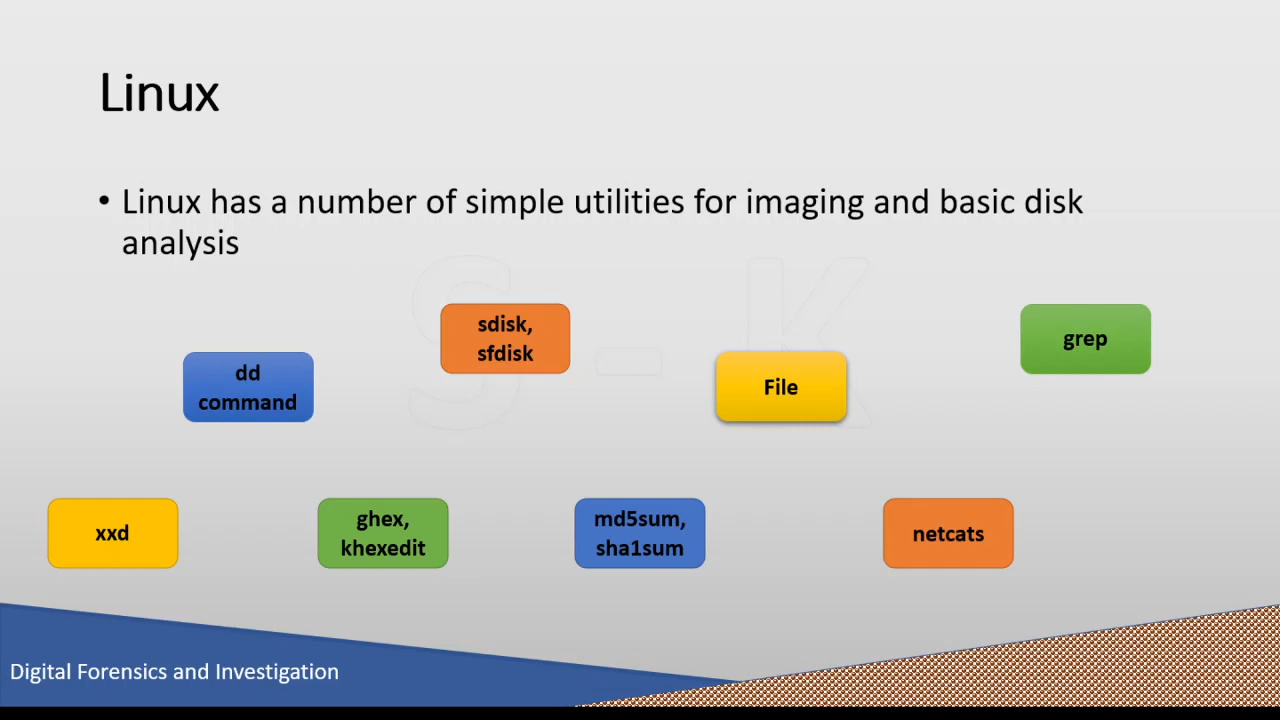 Linux
• Linux has a number of simple utilities for imaging and basic disk
analysis
S - K
sdisk,
sfdisk
grep
dd
command
File
xxd
ghex,
khexedit
md5sum,
sha1sum
netcats
Digital Forensics and Investigation